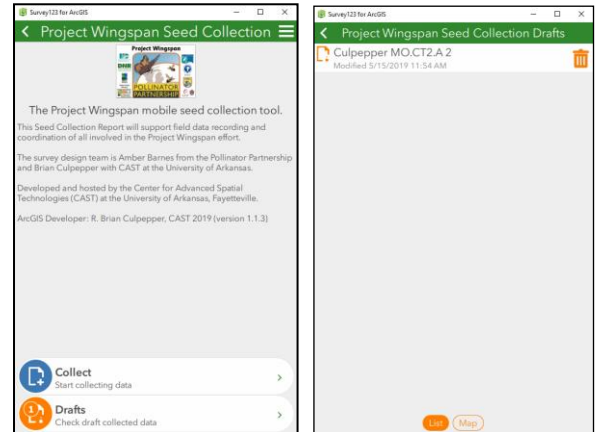 Survey123 for ArcGIS
Project Wingspan Seed Collection
Project Wingspan
POLLINATOR
PARTNERSHIP
The Project Wingspan mobile seed collection tool.
This Seed Collection Report will support field data recording and
coordination of all involved in the Project Wingspan effort.
The survey design team is Amber Barnes from the Pollinator Partnership
and Brian Culpepper with CAST at the University of Arkansas.
Developed and hosted by the Center for Advanced Spatial
Technologies (CAST) at the University of Arkansas, Fayetteville.
ArcGIS Developer: R. Brian Culpepper, CAST 2019 (version 1.1.3)
Collect
Start collecting data
1
Drafts
Check draft collected data
Survey123 for ArcGIS
Project Wingspan Seed Collection Drafts
Culpepper MO.CT2.A 2
Modified 5/15/2019 11:54 AM
List
Map